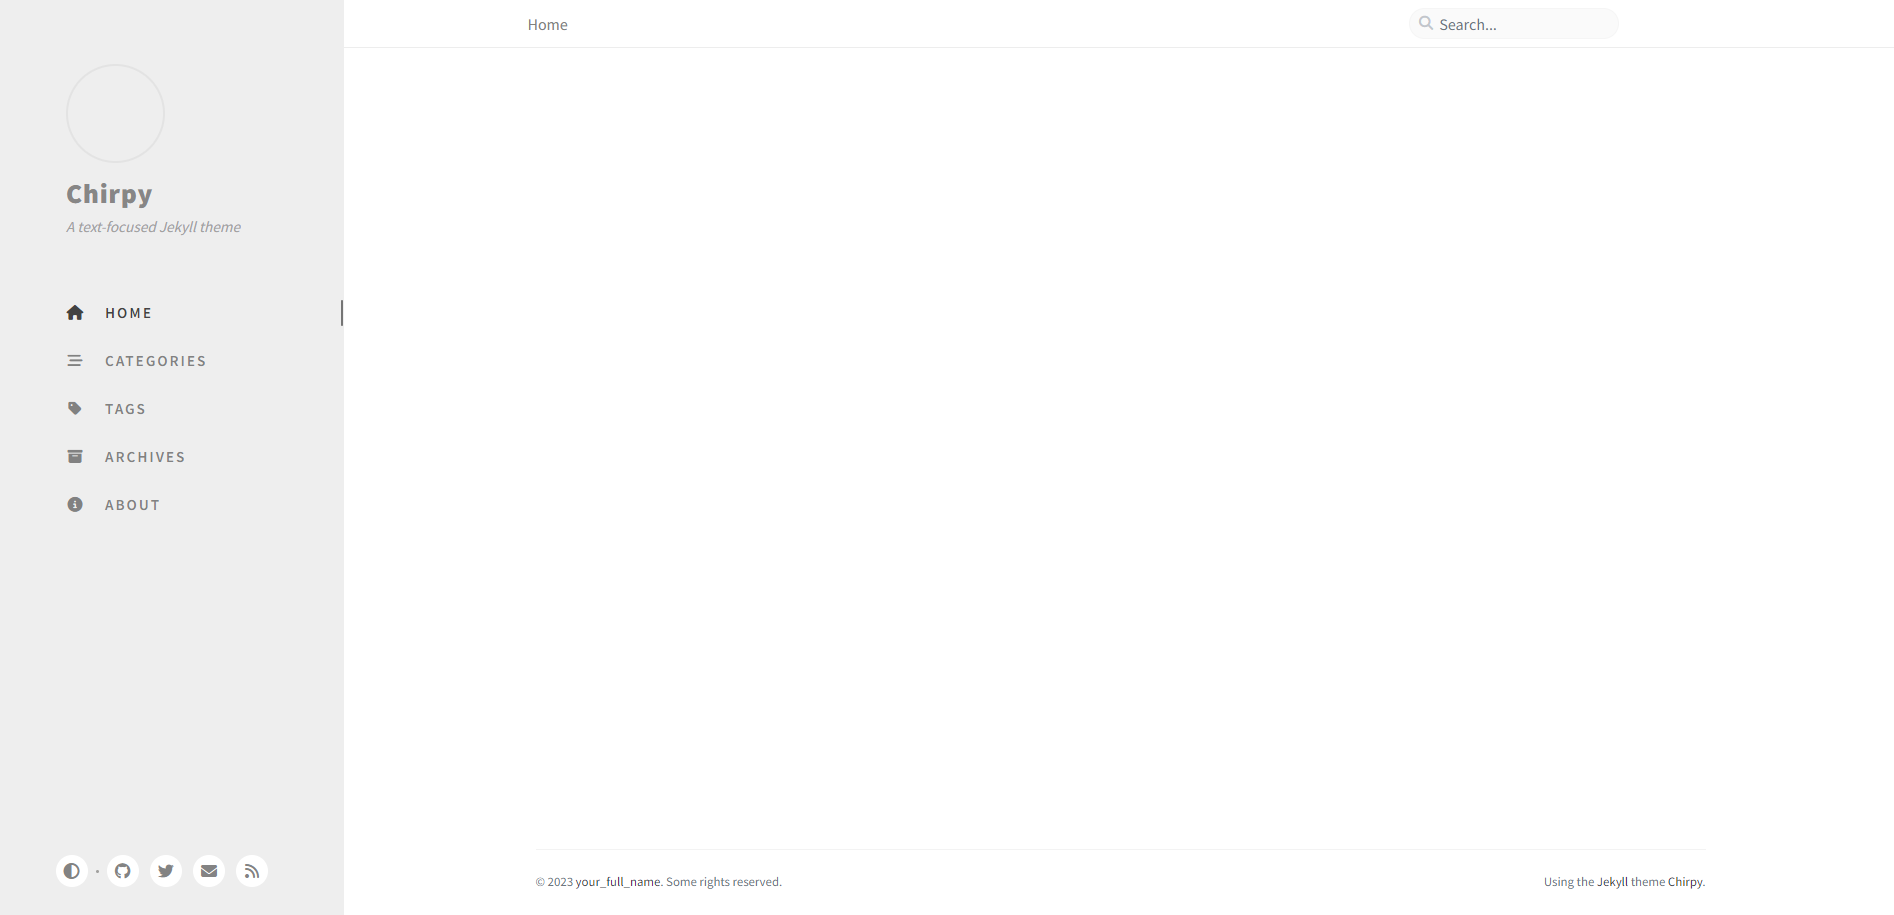 Chirpy
A text-focused Jekyll theme
HOME
CATEGORIES
TAGS
ARCHIVES
ABOUT
Home
Search...
© 2023 your_full_name. Some rights reserved.
Using the Jekyll theme Chirpy.